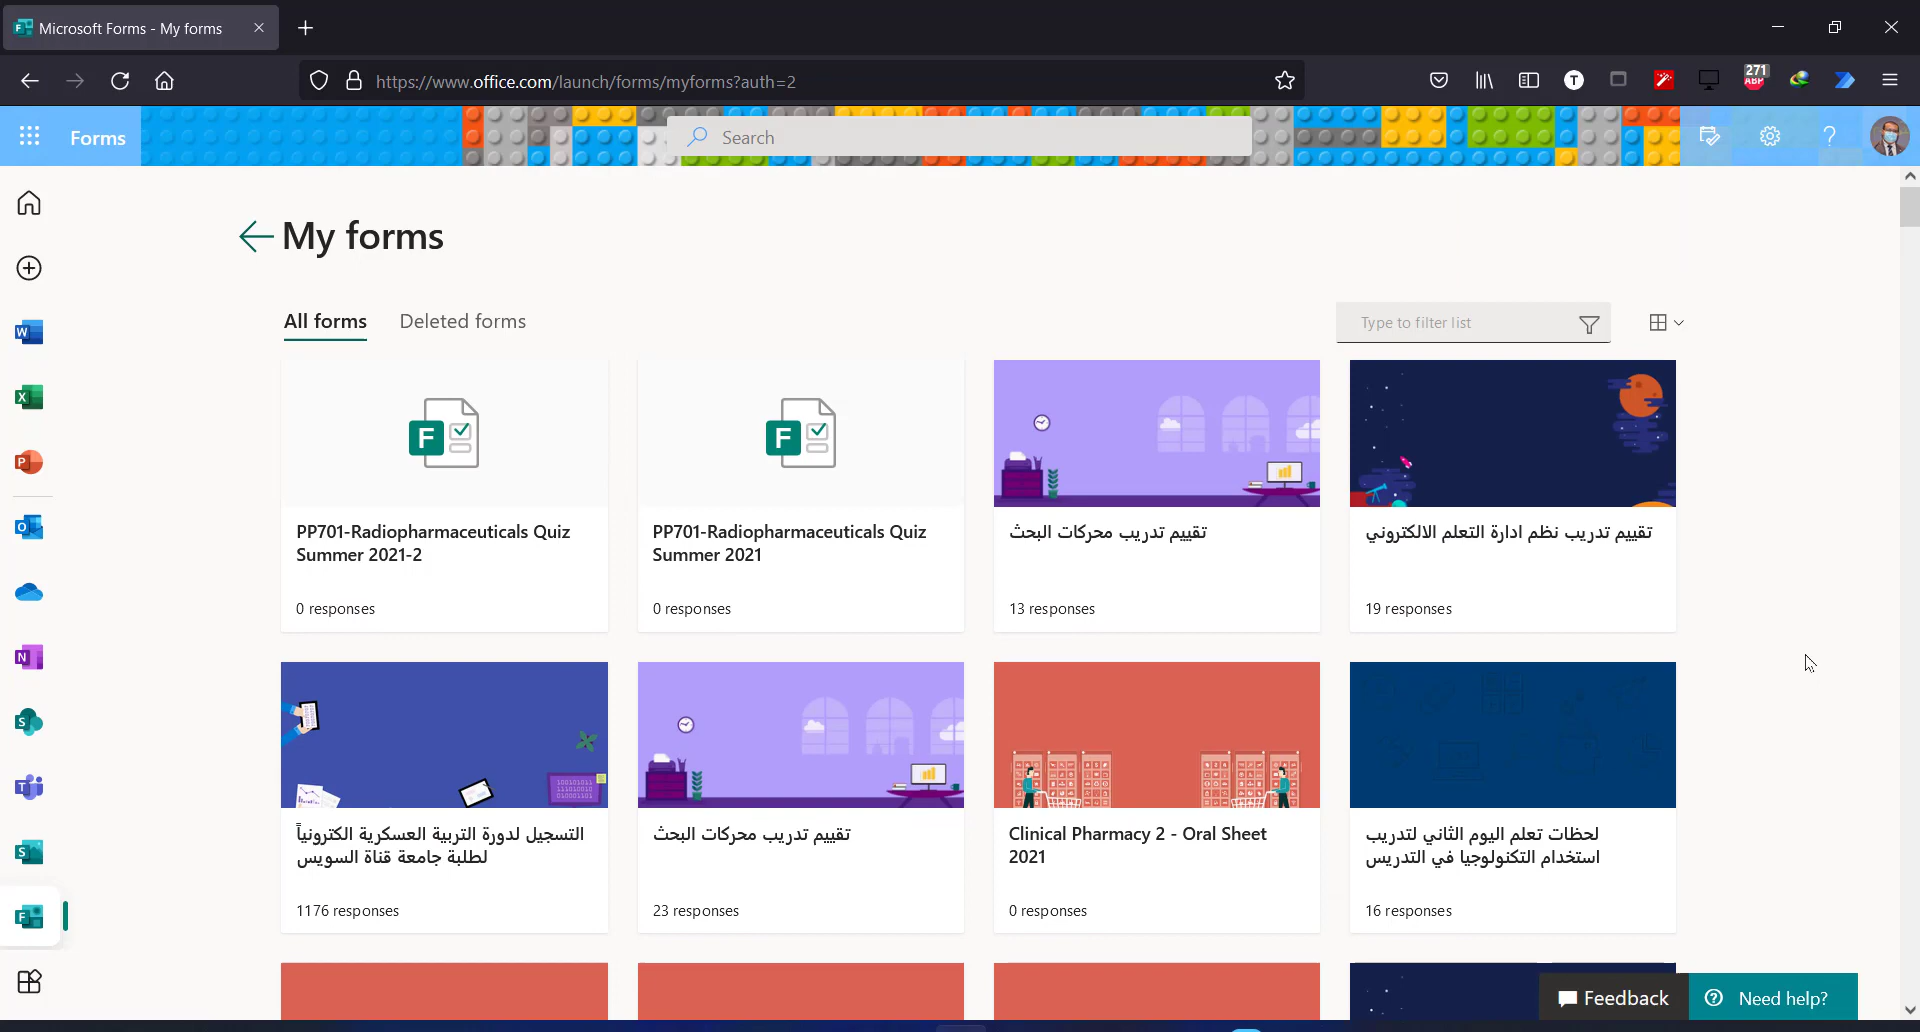 Microsoft Forms - My forms
https://www.office.com/launch/forms/myforms?auth=2
271
ABP
Forms
Search
My forms
All forms
Deleted forms
Type to filter list
PP701-Radiopharmaceuticals Quiz
Summer 2021-2
0 responses
PP701-Radiopharmaceuticals Quiz
Summer 2021
0 responses
تقييم تدريب محركات البحث
13 responses
تقييم تدريب نظم ادارة التعلم الالكتروني
19 responses
التسجيل لدورة التربية العسكرية الكترونياً
لطلبة جامعة قناة السويس
1176 responses
تقييم تدريب محركات البحث
23 responses
Clinical Pharmacy 2 - Oral Sheet
2021
0 responses
لحظات تعلم اليوم الثاني لتدريب
استخدام التكنولوجيا في التدريس
16 responses
Feedback
Need help?